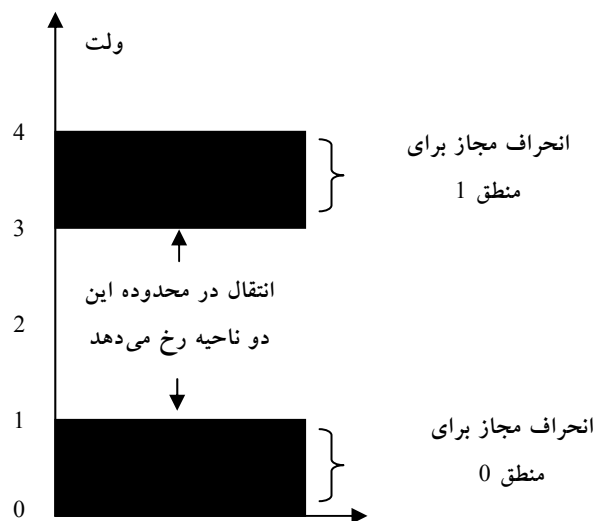 ولت
4
انحراف مجاز برای
منطق 1
3
انتقال در محدوده این
2
دو ناحیه رخ می‌دهد
1
انحراف مجاز برای
منطق 0
0